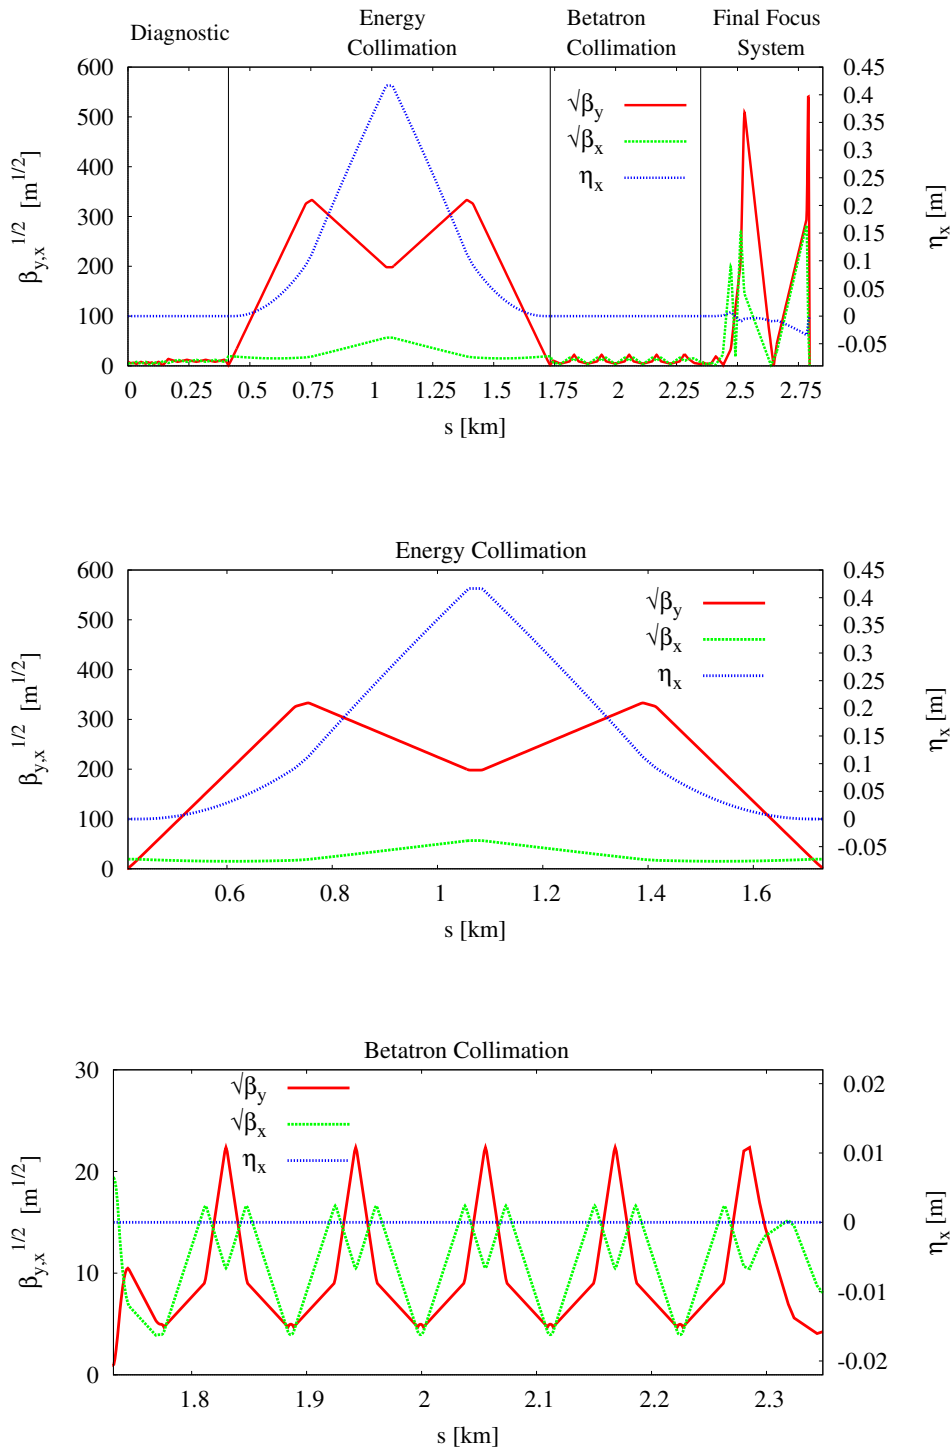 Diagnostic
Energy
Collimation
Betatron
Collimation
Final Focus
System
600
500
400
300
200
100
0
β_{y,x}^{1/2} [m^{1/2}]
√β_y
√β_x
η_x
0.45
0.4
0.35
0.3
0.25
0.2
0.15
0.1
0.05
0
-0.05
η_x [m]
0 0.25 0.5 0.75 1 1.25 1.5 1.75 2 2.25 2.5 2.75
s [km]
Energy Collimation
600
500
400
300
200
100
0
β_{y,x}^{1/2} [m^{1/2}]
√β_y
√β_x
η_x
0.45
0.4
0.35
0.3
0.25
0.2
0.15
0.1
0.05
0
-0.05
η_x [m]
0.6 0.8 1 1.2 1.4 1.6
s [km]
Betatron Collimation
30
20
10
0
β_{y,x}^{1/2} [m^{1/2}]
√β_y
√β_x
η_x
0.02
0.01
0
-0.01
-0.02
η_x [m]
1.8 1.9 2 2.1 2.2 2.3
s [km]